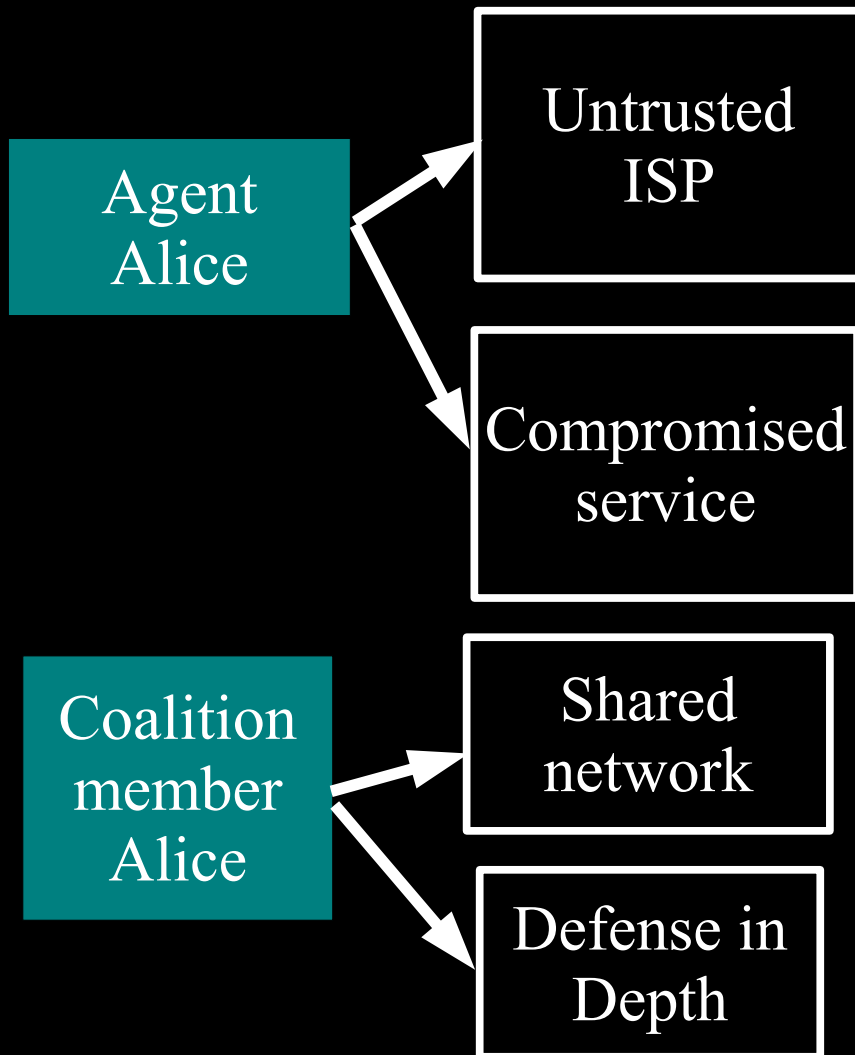 Agent
Alice
Untrusted
ISP
Compromised
service
Coalition
member
Alice
Shared
network
Defense in
Depth